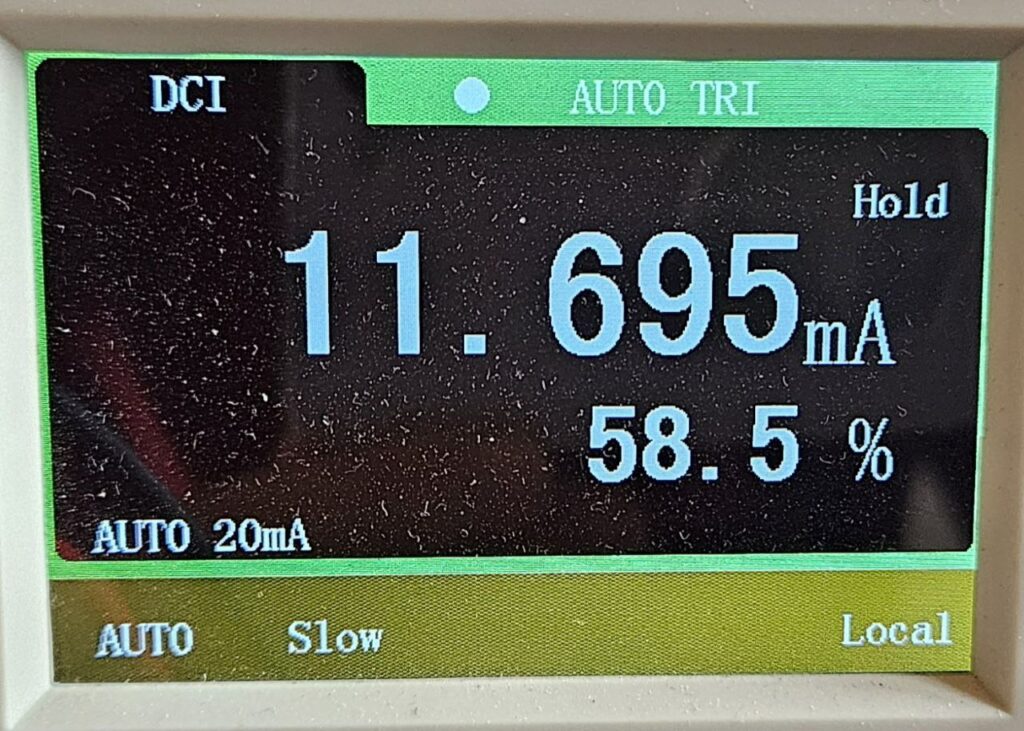 DCI AUTO TRI
Hold
11.695mA
58.5 %
AUTO 20mA
AUTO Slow Local